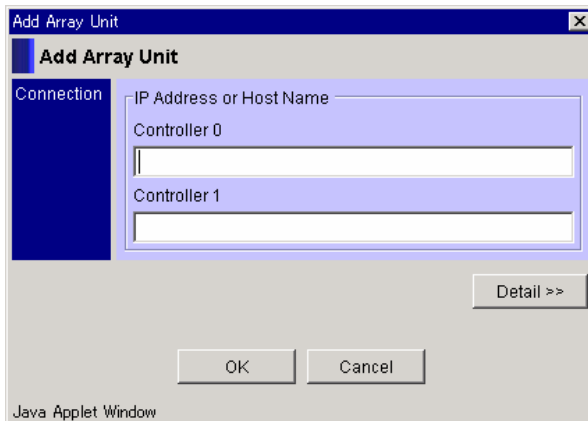 Add Array Unit
Add Array Unit
Connection
IP Address or Host Name
Controller 0
Controller 1
Detail >>
OK
Cancel
Java Applet Window